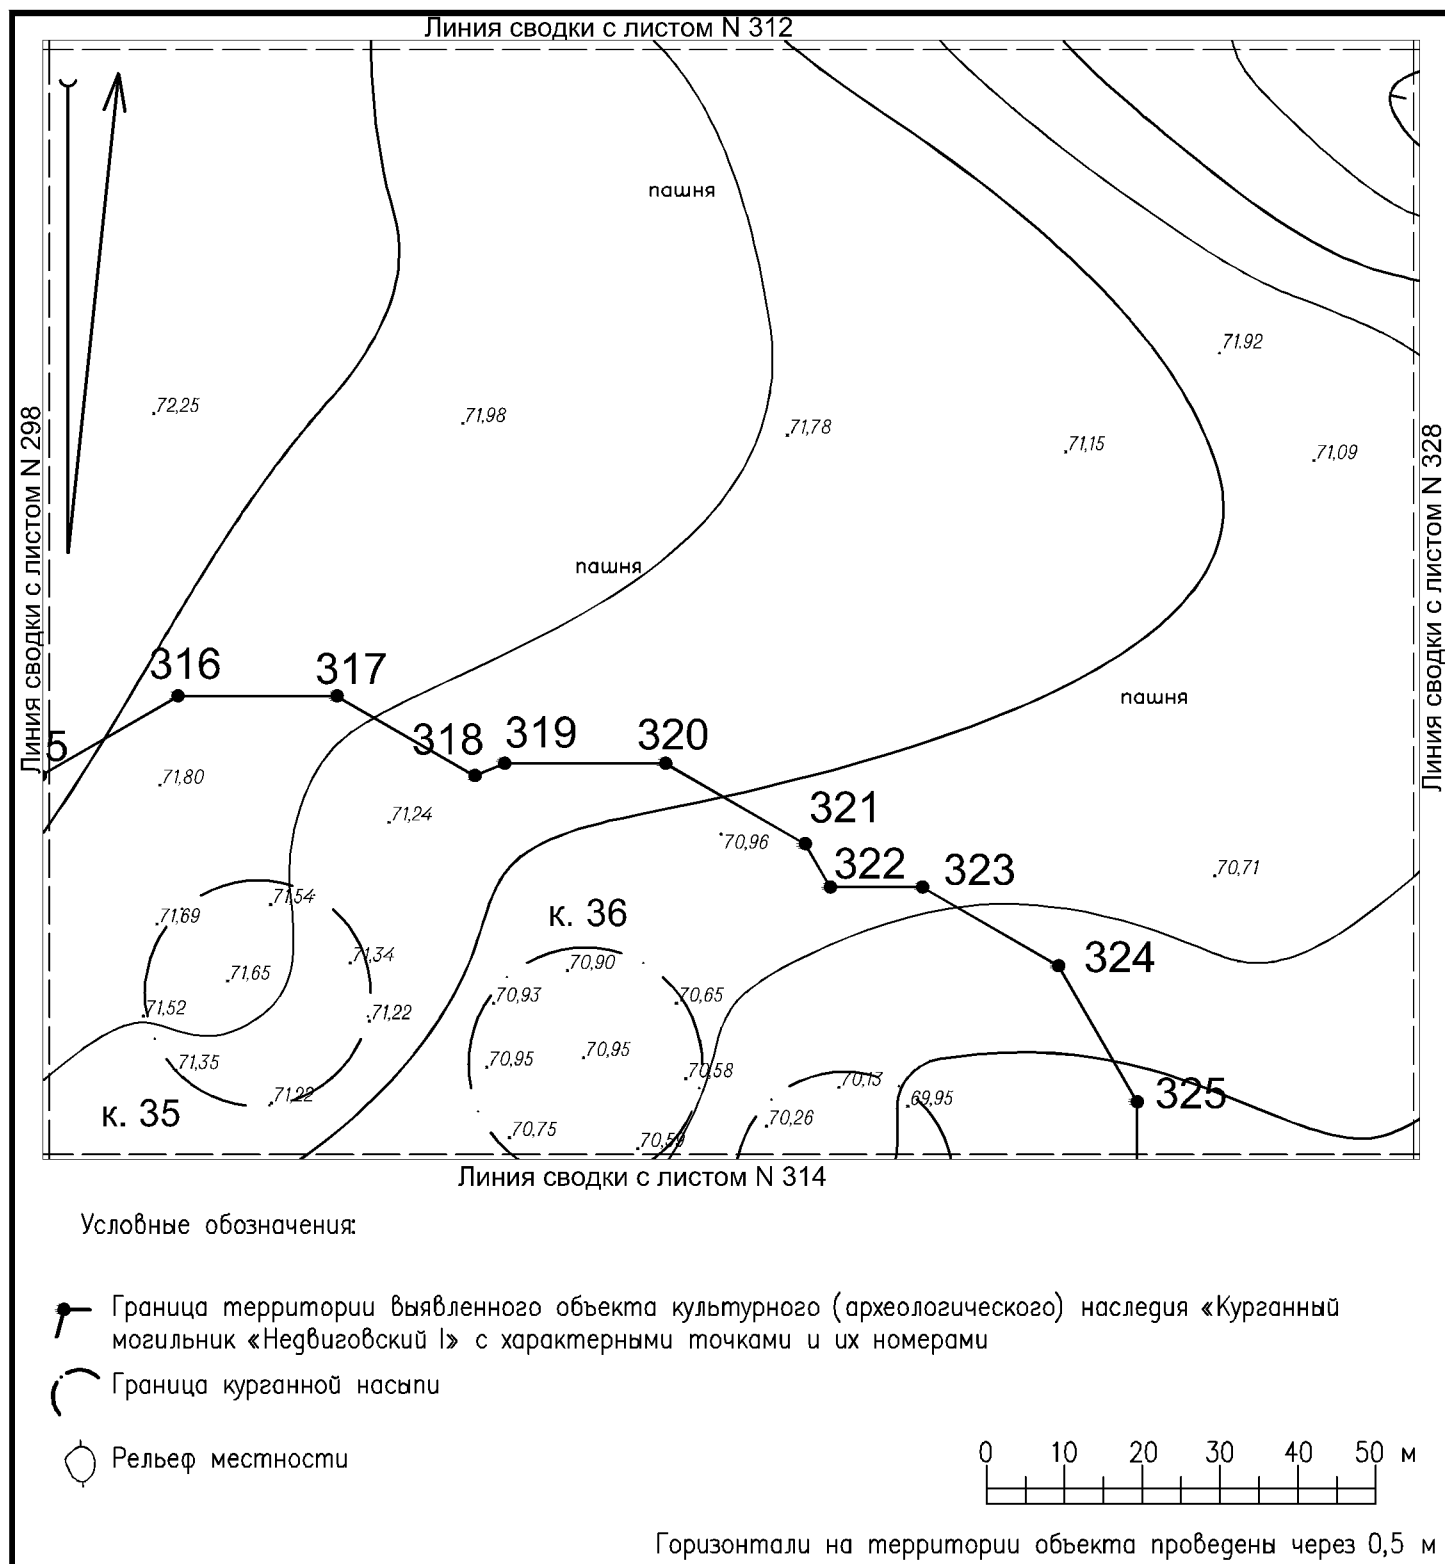 Линия сводки с листом N 312
пашня
71.92
72,25
71,98
71,78
71,15
71,09
Линия сводки с листом N 298
Линия сводки с листом N 328
пашня
316
317
пашня
5
318
319
320
71,80
71,24
321
70,96
322
323
70,71
71,54
71,69
к. 36
71,34
324
71,65
70,90
70,93
70,65
71,52
71,22
70,95
70,95
71,35
70,58
70,13
71,22
69,95
325
к. 35
70,26
70,75
70,59
Линия сводки с листом N 314
Условные обозначения:
Граница территории выявленного объекта культурного (археологического) наследия «Курганный
могильник «Недвиговский I» с характерными точками и их номерами
Граница курганной насыпи
Рельеф местности
0 10 20 30 40 50 м
Горизонтали на территории объекта проведены через 0,5 м